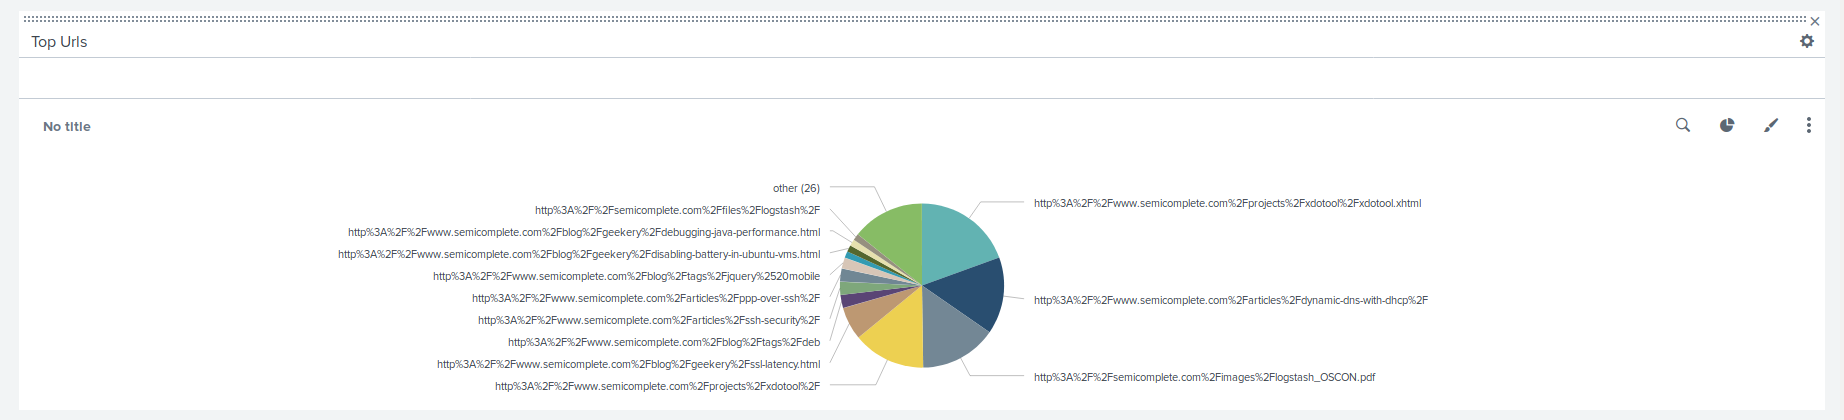 Top Urls
No title
other (26)
http%3A%2F%2Fsemicomplete.com%2Ffiles%2Flogstash%2F
http%3A%2F%2Fwww.semicomplete.com%2Fblog%2Fgeekery%2Fdebugging-java-performance.html
http%3A%2F%2Fwww.semicomplete.com%2Fblog%2Fgeekery%2Fdisabling-battery-in-ubuntu-vms.html
http%3A%2F%2Fwww.semicomplete.com%2Fblog%2Ftags%2Fjquery%2520mobile
http%3A%2F%2Fwww.semicomplete.com%2Farticles%2Fppp-over-ssh%2F
http%3A%2F%2Fwww.semicomplete.com%2Farticles%2Fssh-security%2F
http%3A%2F%2Fwww.semicomplete.com%2Fblog%2Ftags%2Fdeb
http%3A%2F%2Fwww.semicomplete.com%2Fblog%2Fgeekery%2Fssl-latency.html
http%3A%2F%2Fwww.semicomplete.com%2Fprojects%2Fxdotool%2F
http%3A%2F%2Fwww.semicomplete.com%2Fprojects%2Fxdotool%2Fxdotool.xhtml
http%3A%2F%2Fwww.semicomplete.com%2Farticles%2Fdynamic-dns-with-dhcp%2F
http%3A%2F%2Fsemicomplete.com%2Fimages%2Flogstash_OSCON.pdf